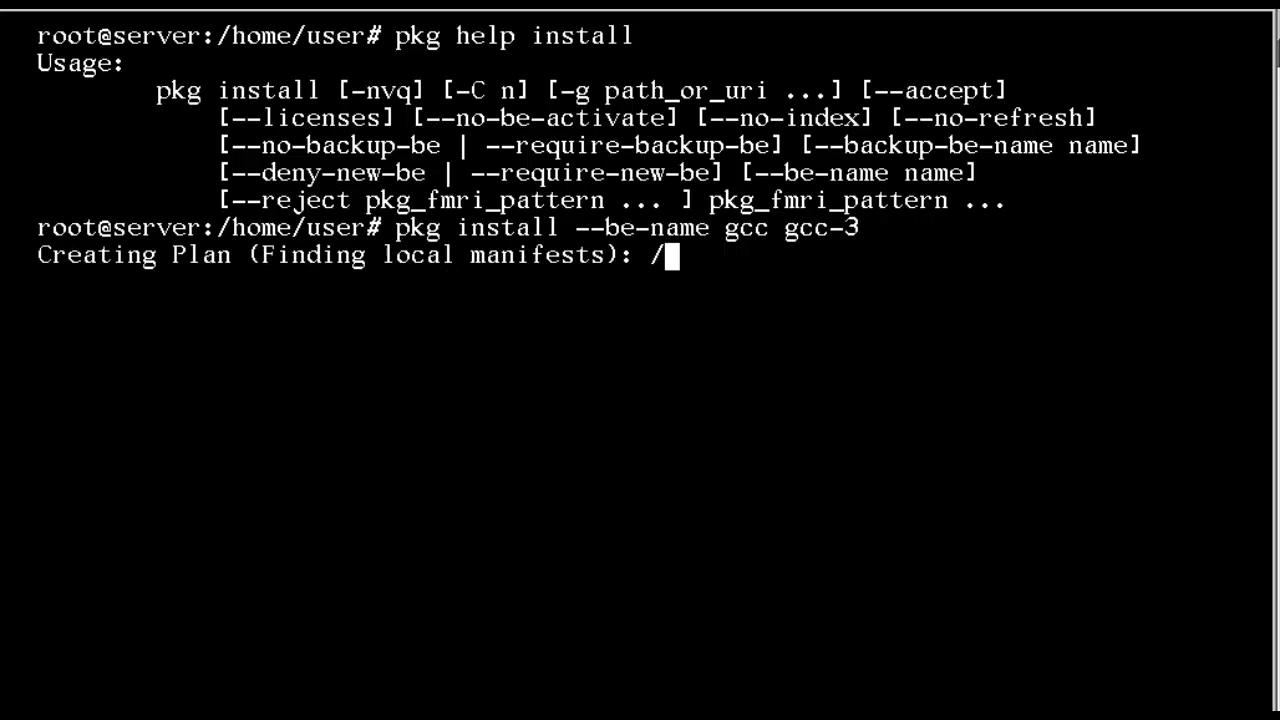 root@server:/home/user# pkg help install
Usage:
pkg install [-nvq] [-C n] [-g path_or_uri ...] [--accept]
[--licenses] [--no-be-activate] [--no-index] [--no-refresh]
[--no-backup-be | --require-backup-be] [--backup-be-name name]
[--deny-new-be | --require-new-be] [--be-name name]
[--reject pkg_fmri_pattern ... ] pkg_fmri_pattern ...
root@server:/home/user# pkg install --be-name gcc gcc-3
Creating Plan (Finding local manifests): /